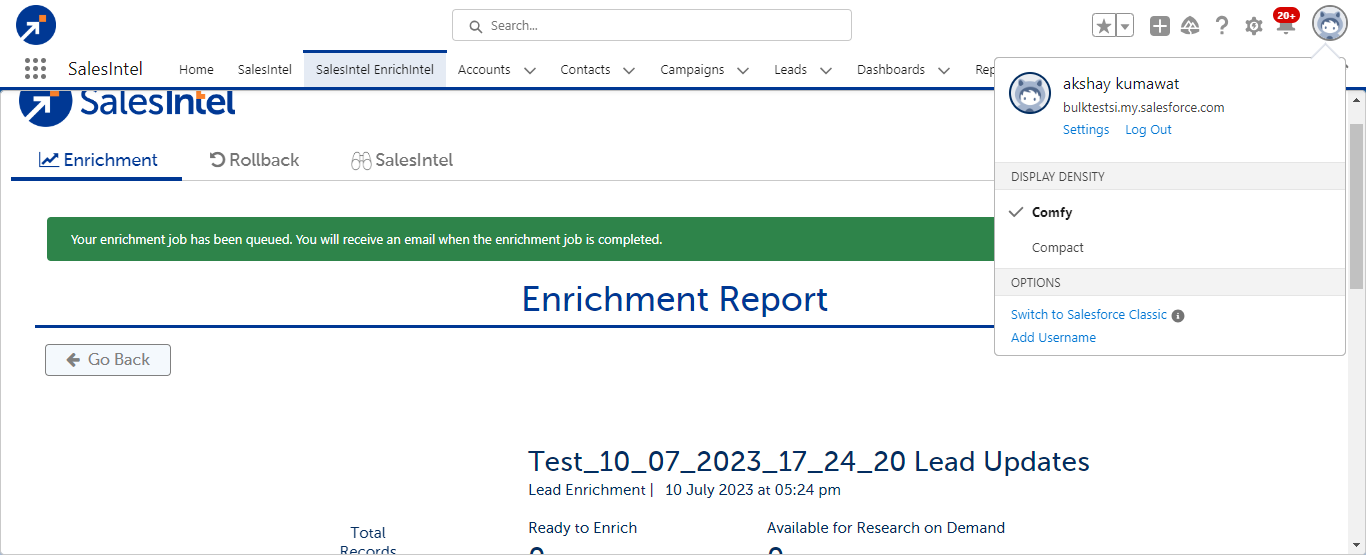 Search...
20+
SalesIntel
Home
SalesIntel
SalesIntel EnrichIntel
Accounts
Contacts
Campaigns
Leads
Dashboards
akshay kumawat
bulktestsi.my.salesforce.com
Settings Log Out
DISPLAY DENSITY
Comfy
Compact
OPTIONS
Switch to Salesforce Classic
Add Username
SalesIntel
Enrichment
Rollback
SalesIntel
Your enrichment job has been queued. You will receive an email when the enrichment job is completed.
Enrichment Report
Go Back
Test_10_07_2023_17_24_20 Lead Updates
Lead Enrichment | 10 July 2023 at 05:24 pm
Total
Records
Ready to Enrich
Available for Research on Demand